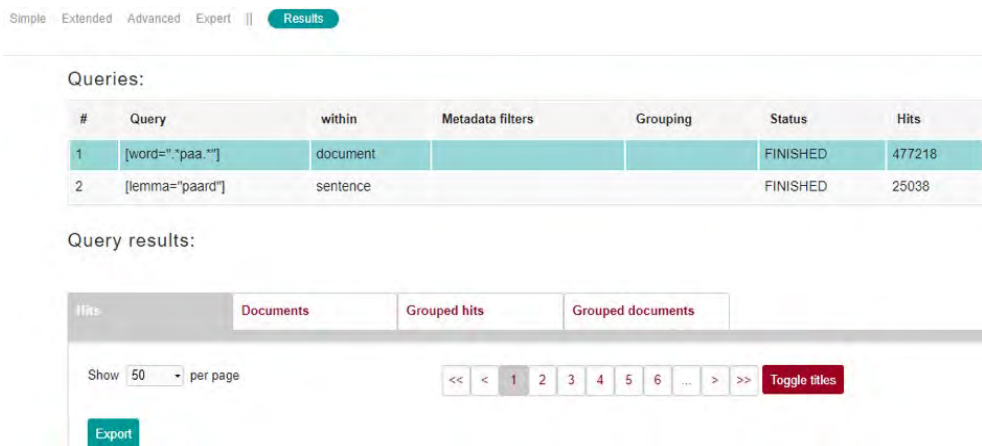 Simple Extended Advanced Expert || Results
Queries:
# Query within Metadata filters Grouping Status Hits
1 [word=".*paa.*"] document FINISHED 477218
2 [lemma="paard"] sentence FINISHED 25038
Query results:
Hits Documents Grouped hits Grouped documents
Show 50 per page << < 1 2 3 4 5 6 ... > >> Toggle titles
Export